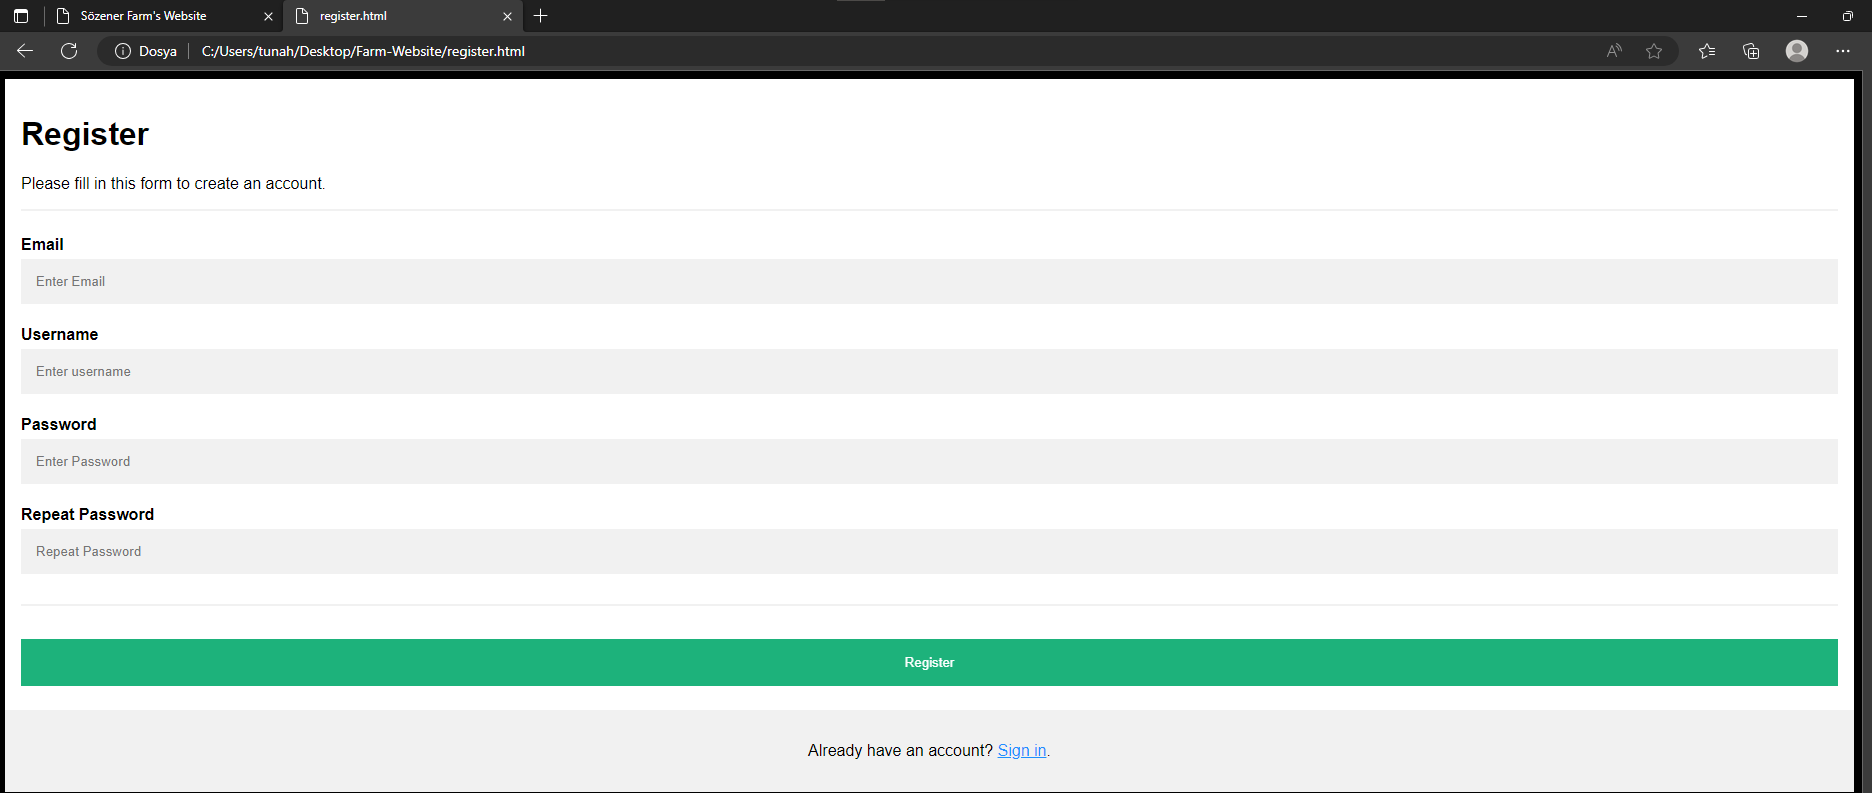 Sözener Farm's Website
register.html
Dosya
C:/Users/tunah/Desktop/Farm-Website/register.html
Register
Please fill in this form to create an account.
Email
Enter Email
Username
Enter username
Password
Enter Password
Repeat Password
Repeat Password
Register
Already have an account? Sign in.